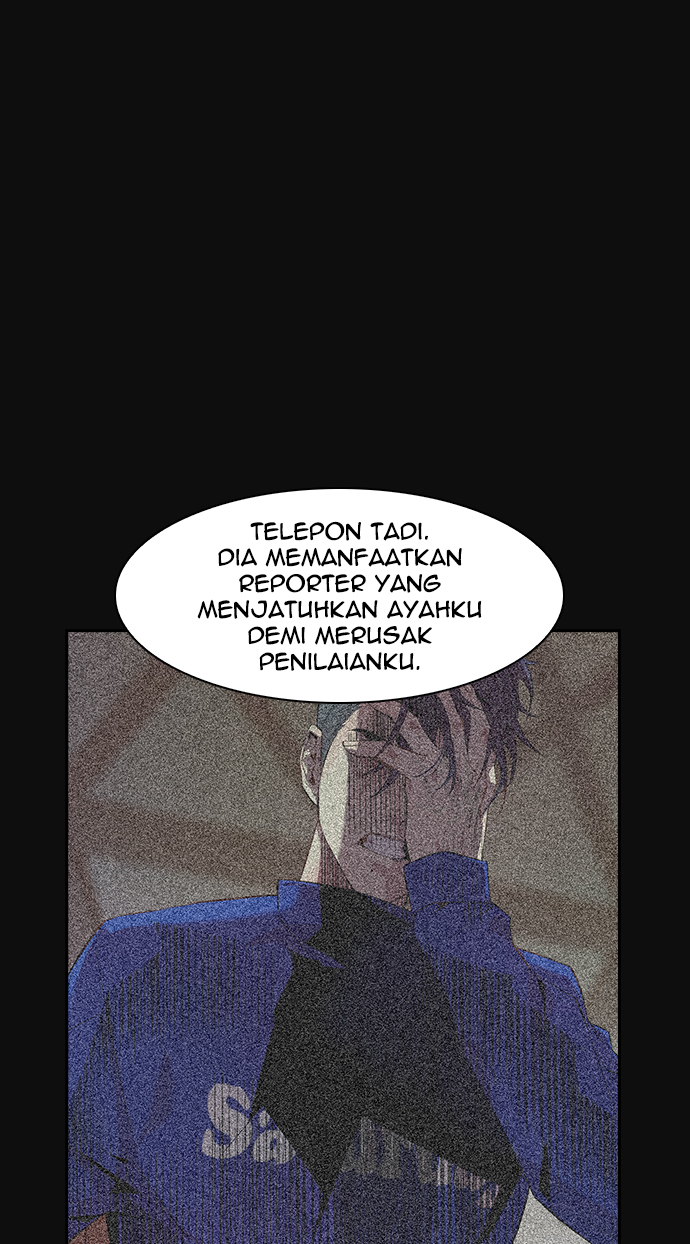 TELEPON TADI.
DIA MEMANFAATKAN
REPORTER YANG
MENJATUHKAN AYAHKU
DEMI MERUSAK
PENILAIANKU.